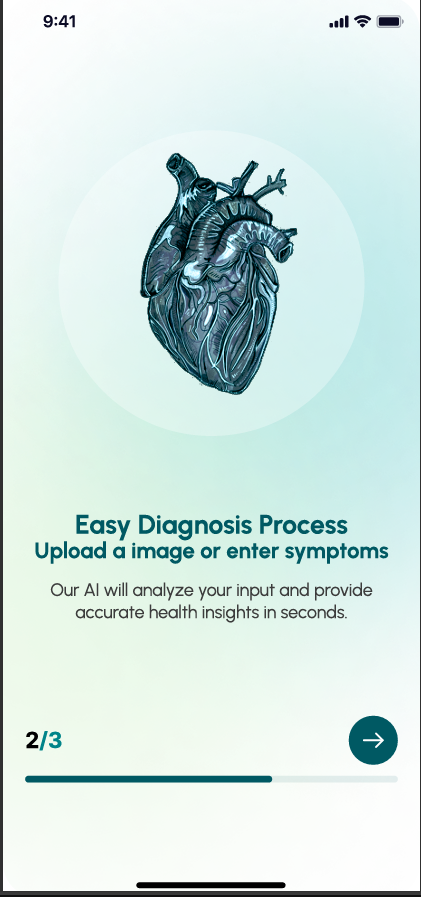 9:41
Easy Diagnosis Process
Upload a image or enter symptoms
Our AI will analyze your input and provide
accurate health insights in seconds.
2/3